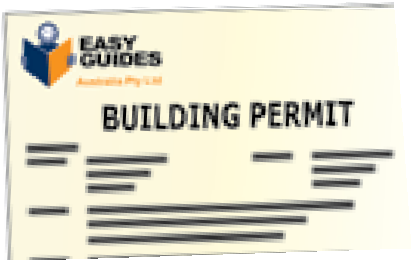 EASY
GUIDES
Australia Pty Ltd
BUILDING PERMIT